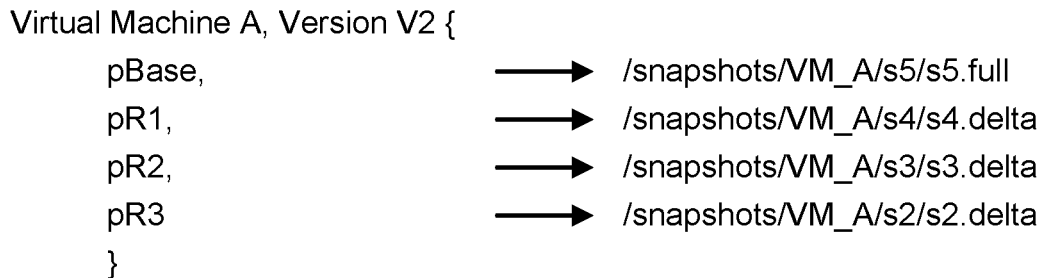 Virtual Machine A, Version V2 {
pBase, /snapshots/VM_A/s5/s5.full
pR1, /snapshots/VM_A/s4/s4.delta
pR2, /snapshots/VM_A/s3/s3.delta
pR3 /snapshots/VM_A/s2/s2.delta
}